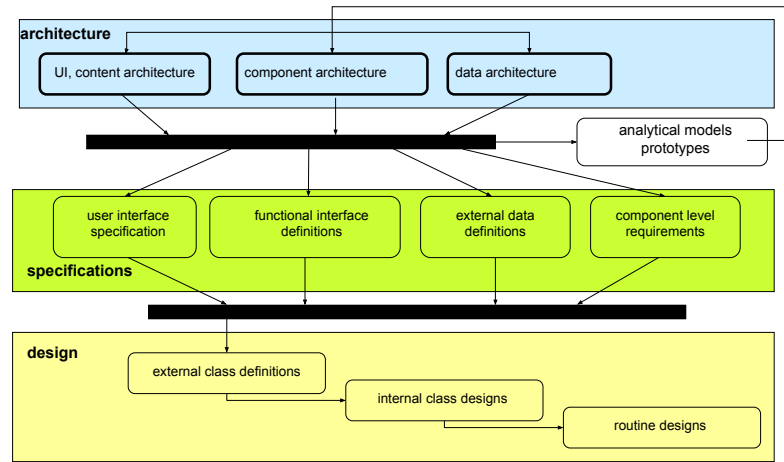 architecture
UI, content architecture
component architecture
data architecture
analytical models
prototypes
user interface
specification
functional interface
definitions
external data
definitions
component level
requirements
specifications
design
external class definitions
internal class designs
routine designs